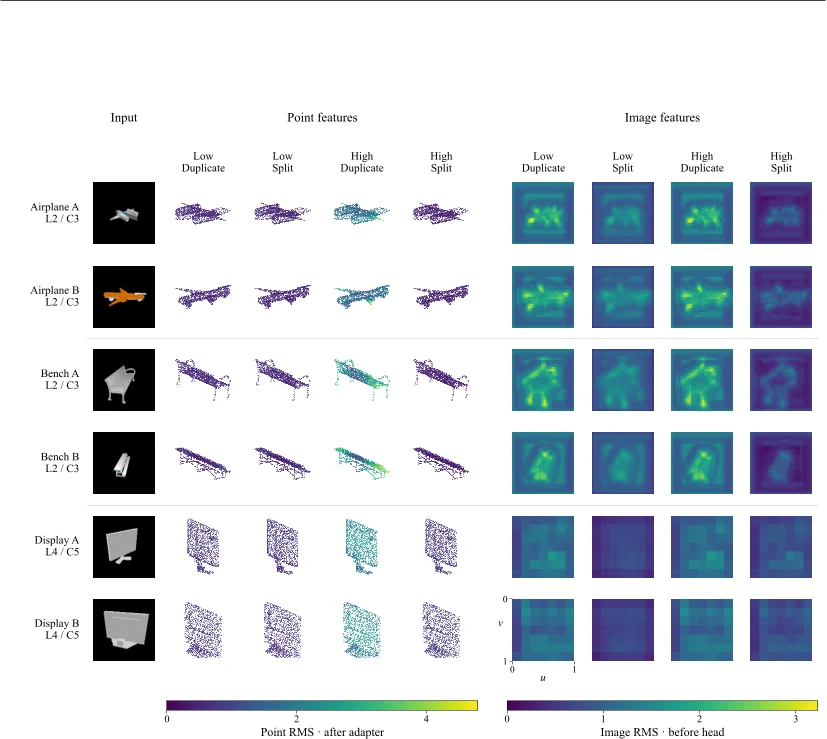 Input
Point features
Image features
Low Duplicate
Low Split
High Duplicate
High Split
Low Duplicate
Low Split
High Duplicate
High Split
Airplane A
L2 / C3
Airplane B
L2 / C3
Bench A
L2 / C3
Bench B
L2 / C3
Display A
L4 / C5
Display B
L4 / C5
0
v
1
0
1
u
0
2
4
Point RMS · after adapter
0
1
2
3
Image RMS · before head